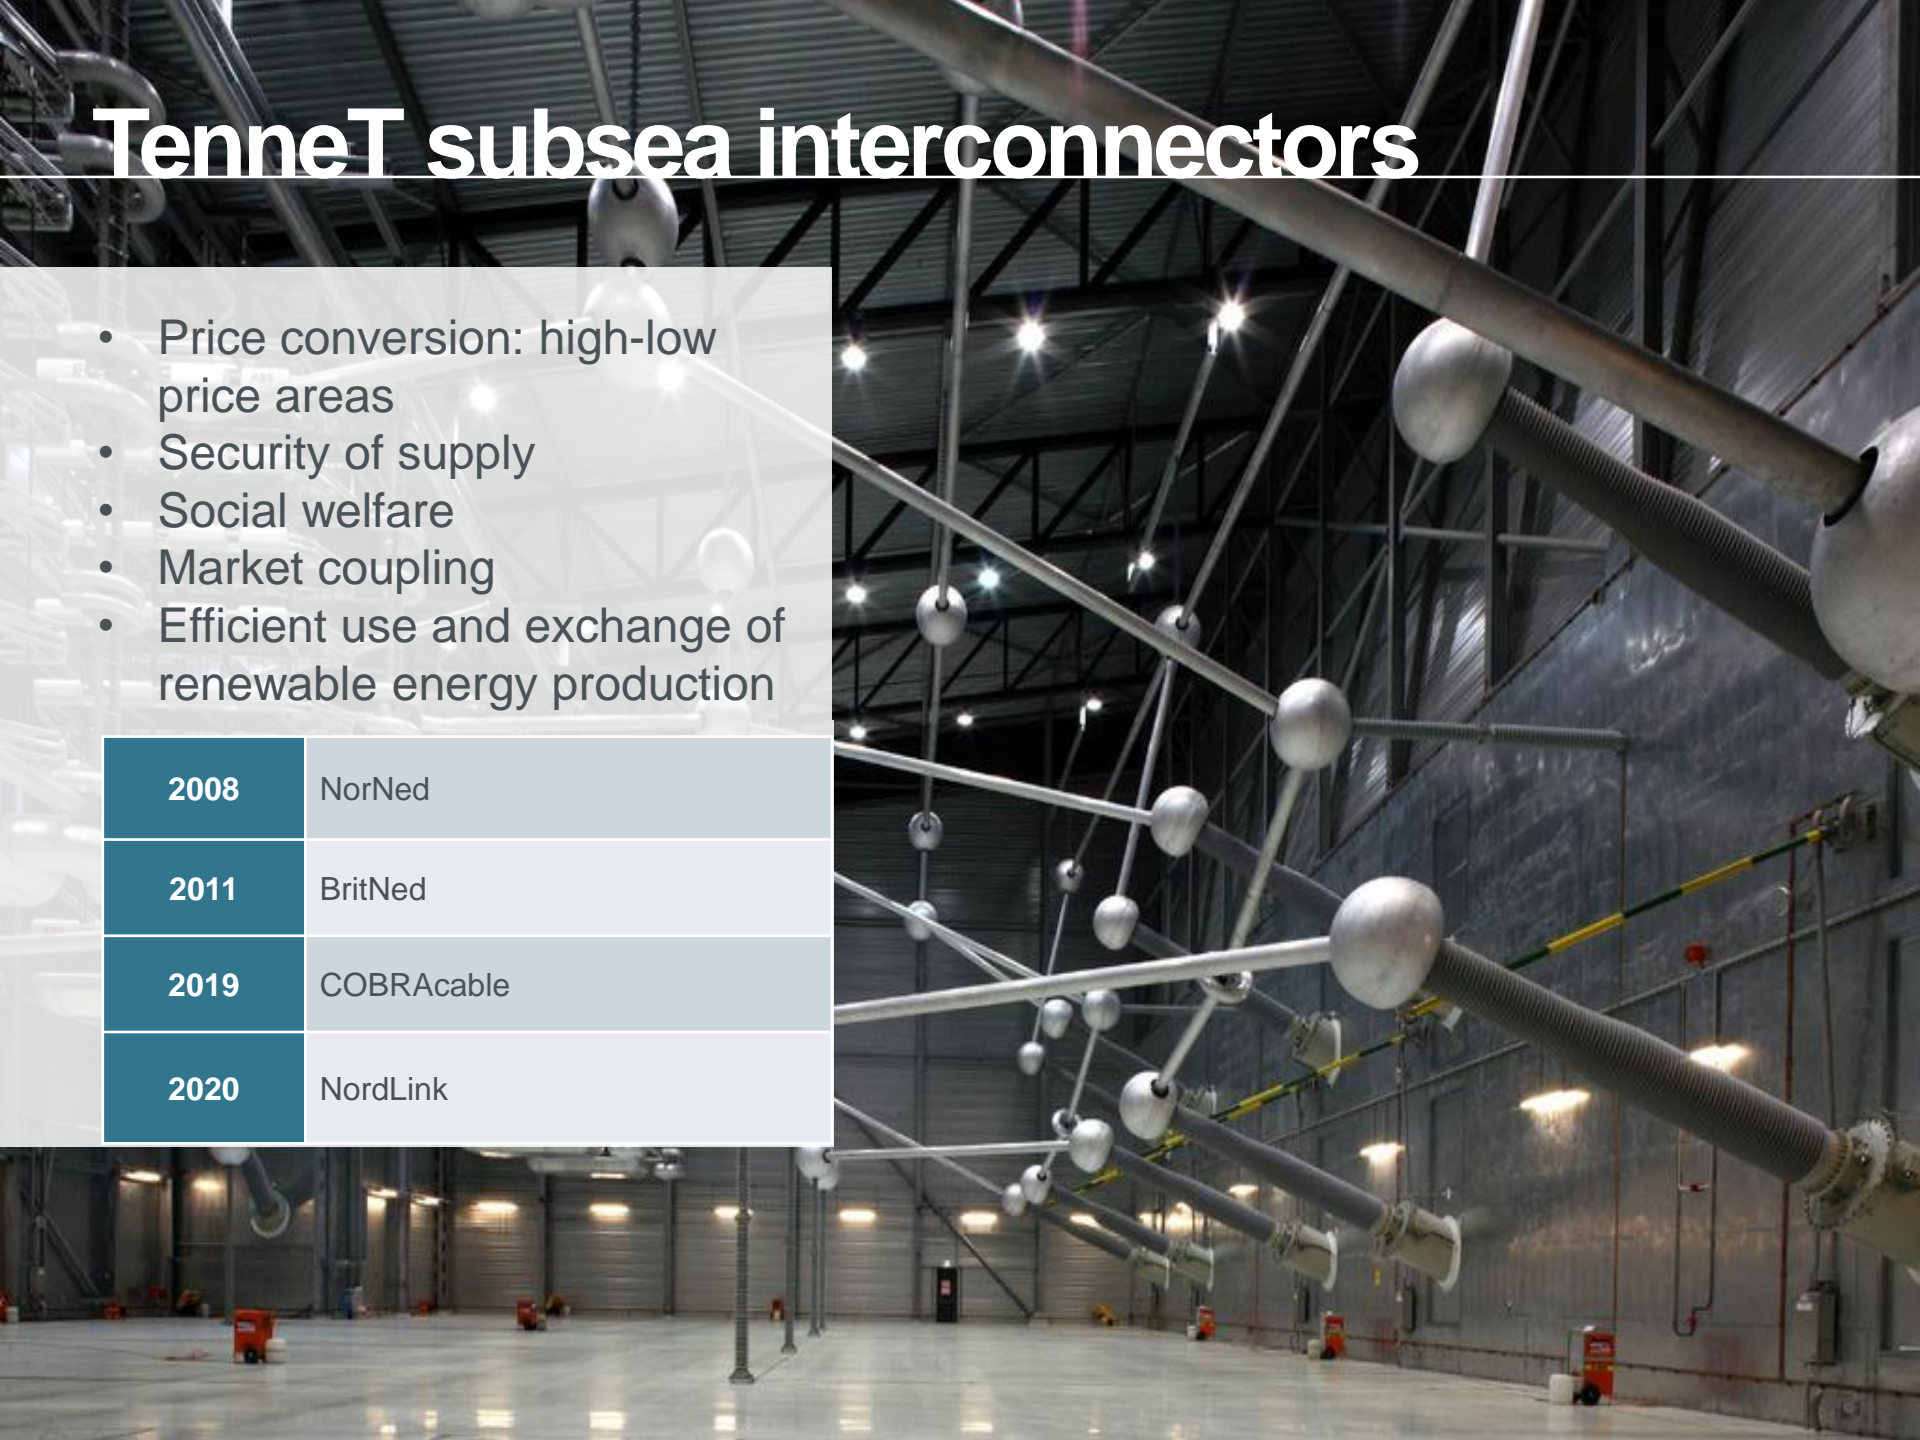 TenneT subsea interconnectors
• Price conversion: high-low
price areas
• Security of supply
• Social welfare
• Market coupling
• Efficient use and exchange of
renewable energy production
2008 NorNed
2011 BritNed
2019 COBRAcable
2020 NordLink